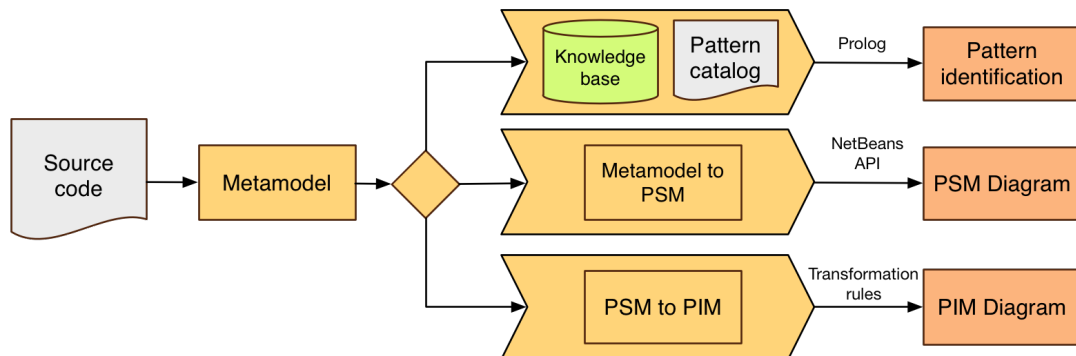 Source
code
Metamodel
Knowledge
base
Pattern
catalog
Prolog
Pattern
identification
Metamodel to
PSM
NetBeans
API
PSM Diagram
PSM to PIM
Transformation
rules
PIM Diagram